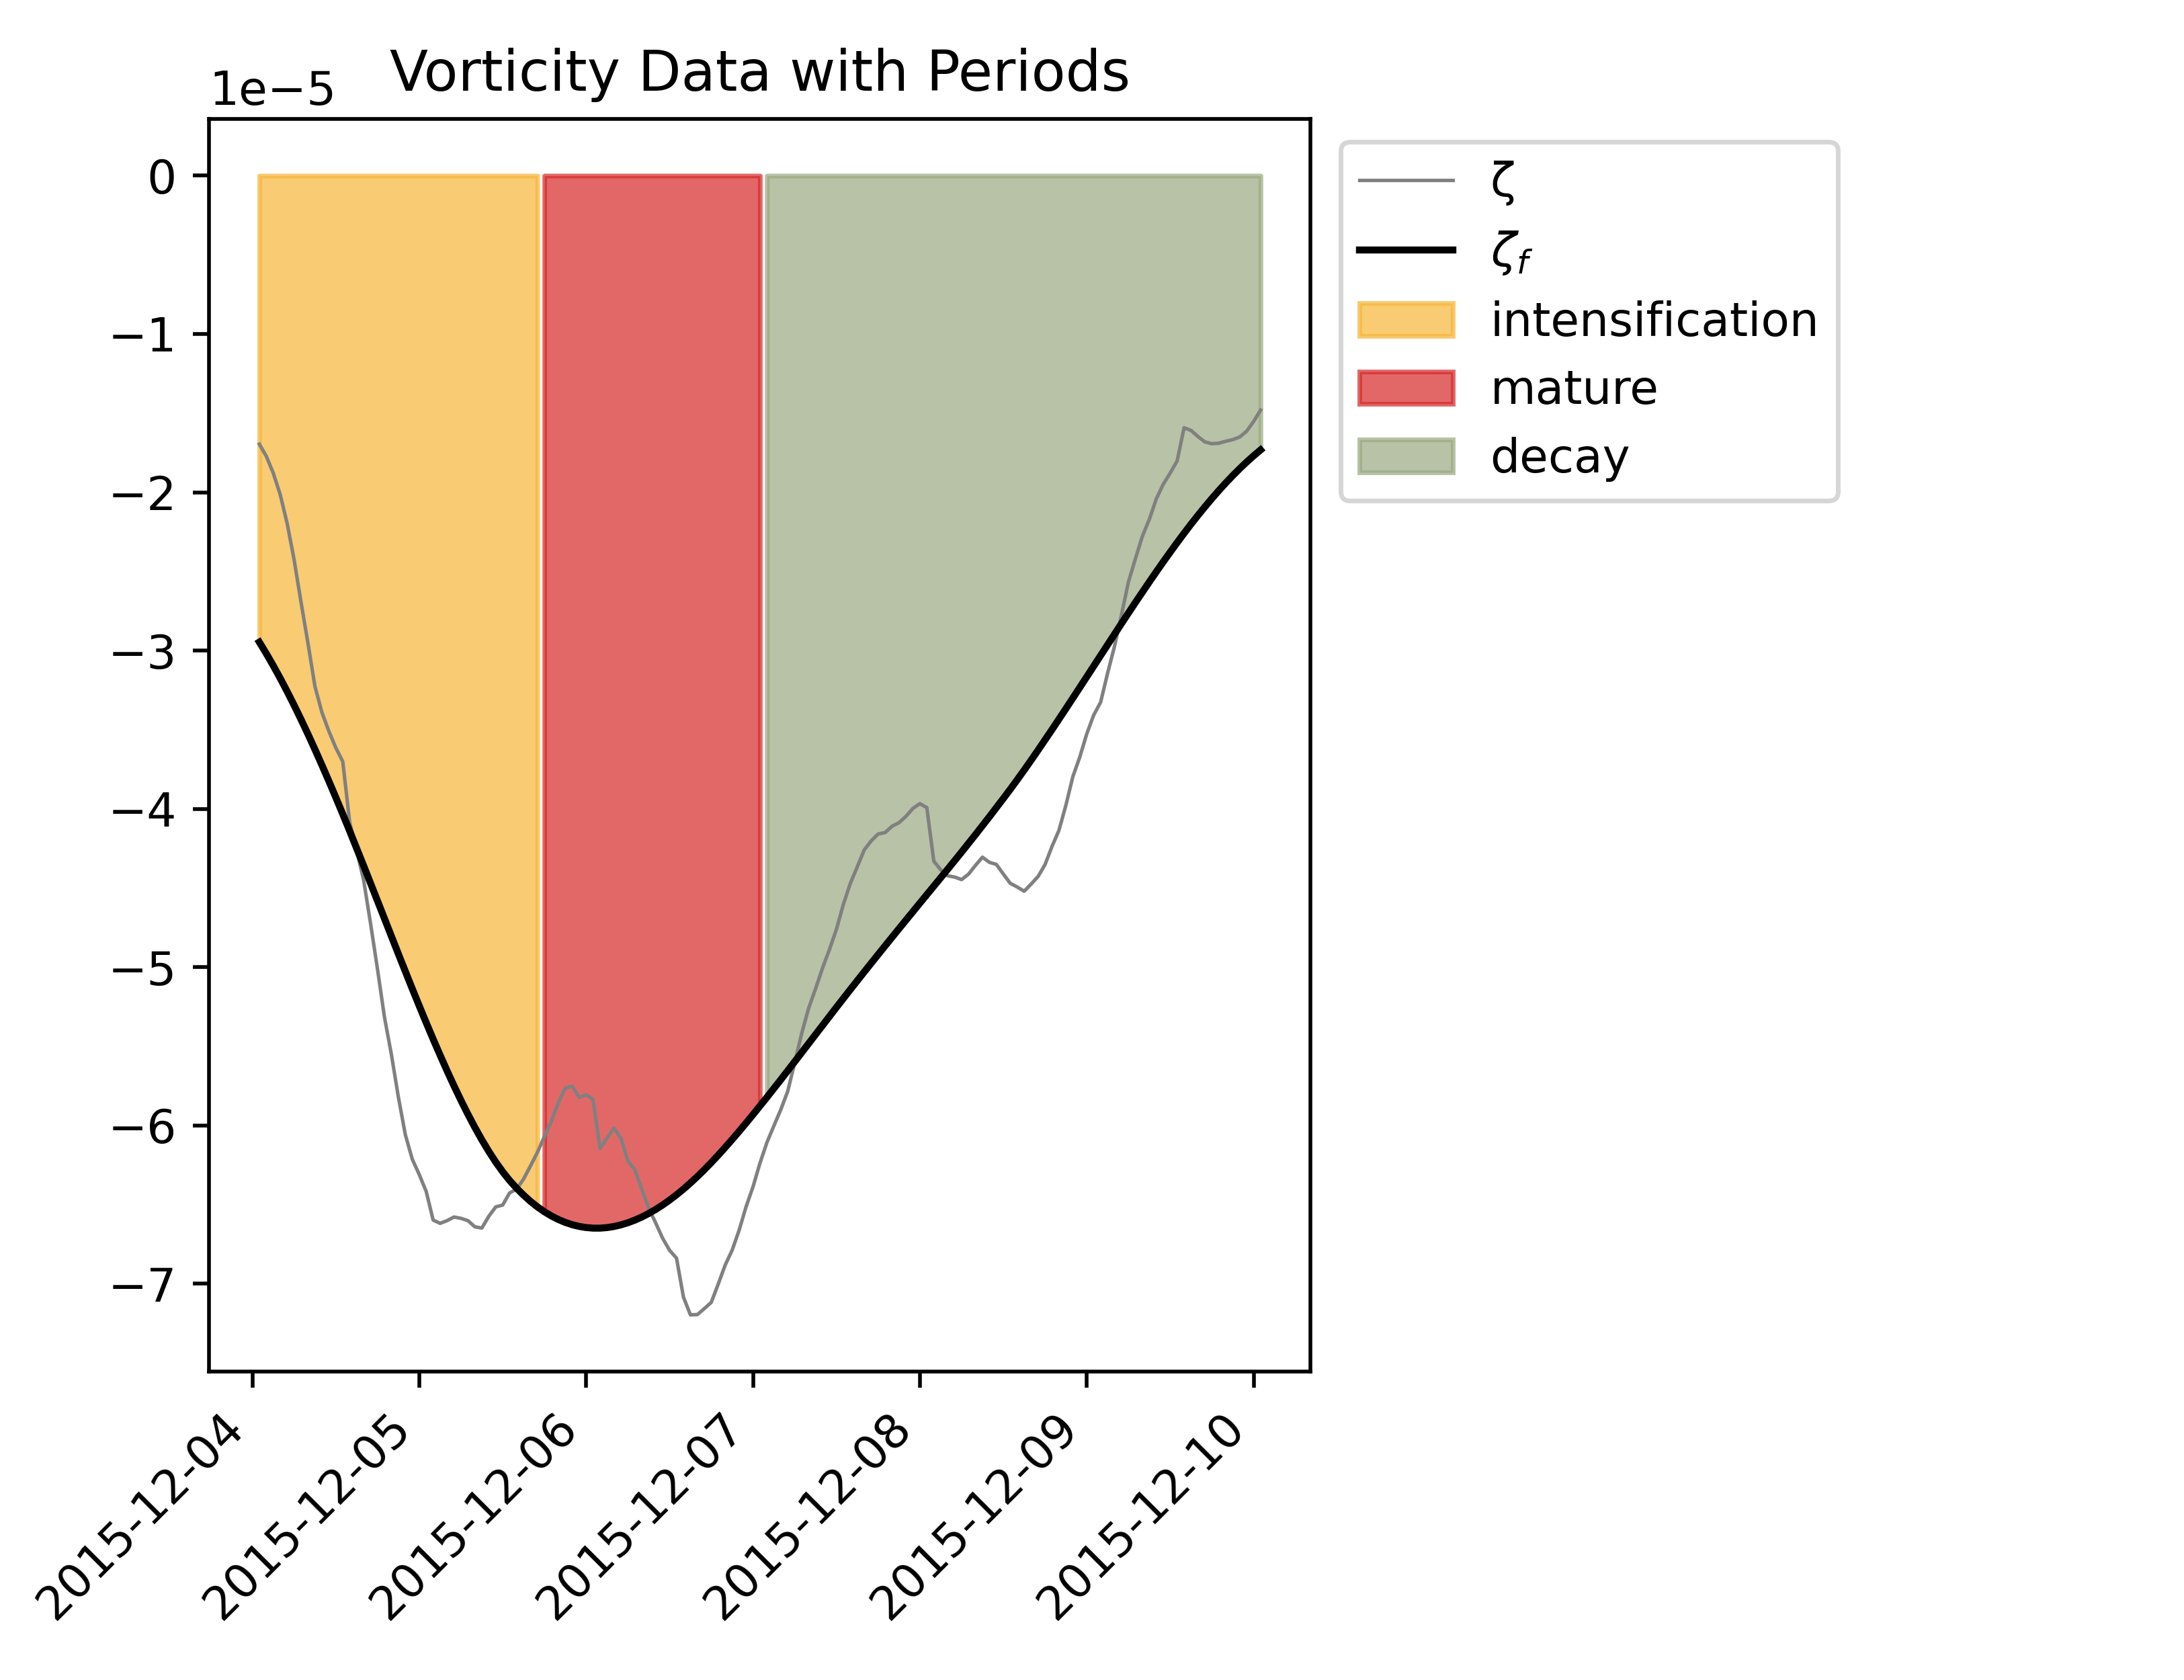 Vorticity Data with Periods
1e−5
0
−1
−2
−3
−4
−5
−6
−7
2015-12-04
2015-12-05
2015-12-06
2015-12-07
2015-12-08
2015-12-09
2015-12-10
ζ
ζf
intensification
mature
decay